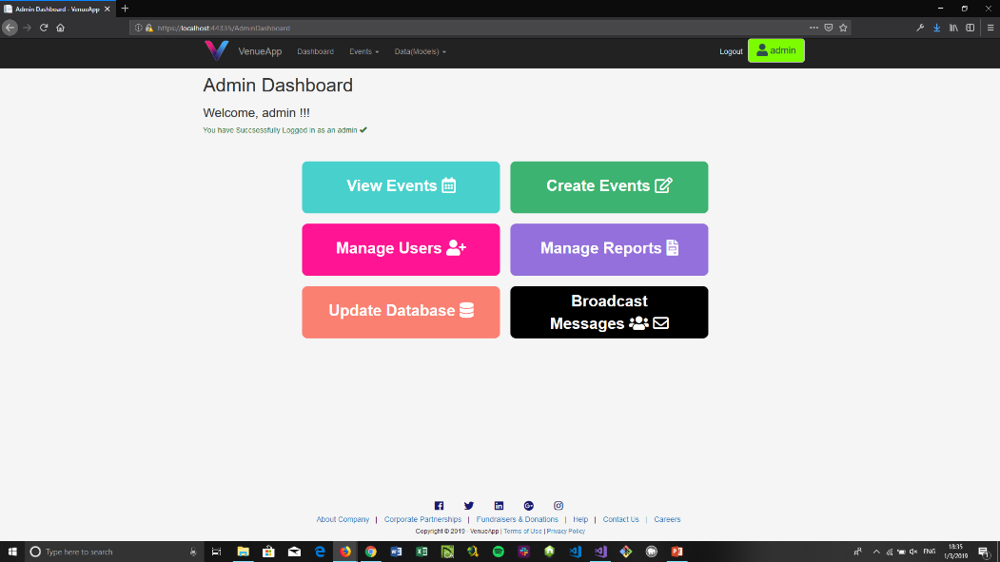 Admin Dashboard - VenueApp
https://localhost:44335/AdminDasboard
VenueApp Dashboard Events Data(Models) Logout admin
Admin Dashboard
Welcome, admin !!!
You have Succsessfully Logged in as an admin
View Events
Create Events
Manage Users
Manage Reports
Update Database
Broadcast
Messages
About Company | Corporate Partnerships | Fundraisers & Donations | Help | Contact Us | Careers
Copyright © 2019 - VenueApp | Terms of Use | Privacy Policy
Type here to search
ENG
18:35
1/3/2019